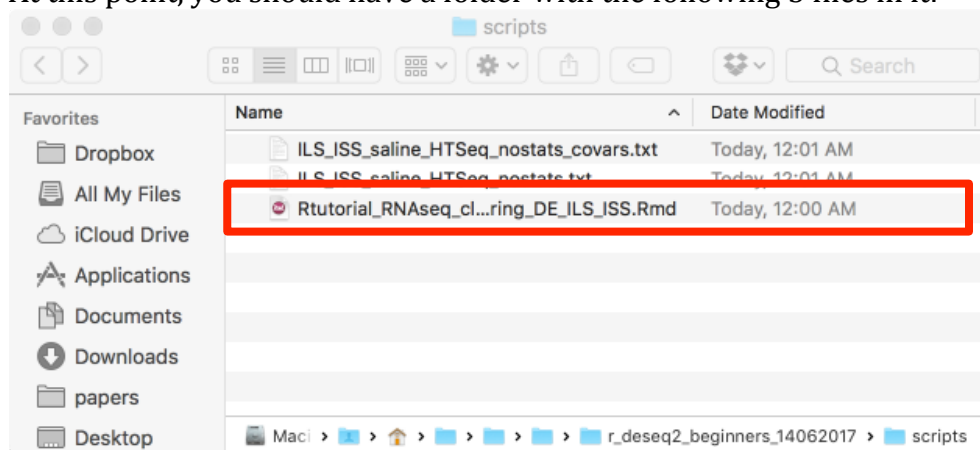 At this point, you should have a folder with the following 3 files in it:
scripts
Search
Favorites
Name
Date Modified
Dropbox
All My Files
iCloud Drive
Applications
Documents
Downloads
papers
Desktop
ILS_ISS_saline_HTSeq_nostats_covars.txt Today, 12:01 AM
ILS_ISS_saline_HTSeq_nostats.txt Today, 12:01 AM
Rtutorial_RNAseq_cl...ring_DE_ILS_ISS.Rmd Today, 12:00 AM
Maci r_deseq2_beginners_14062017 scripts